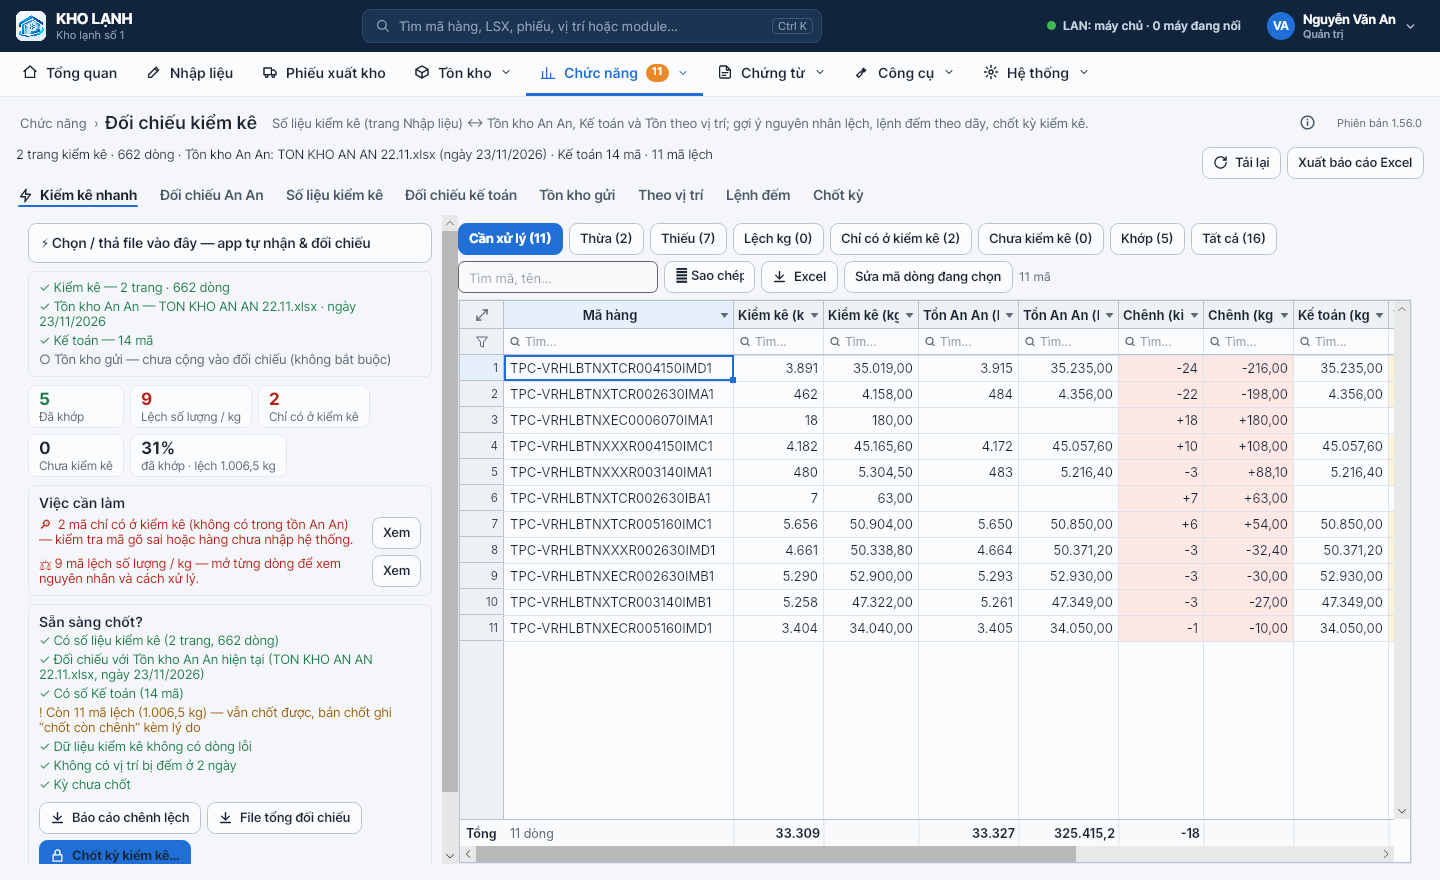 KHO LẠNH
Kho lạnh số 1
Tìm mã hàng, LSX, phiếu, vị trí hoặc module...
Ctrl K
LAN: máy chủ · 0 máy đang nối
VA
Nguyễn Văn An
Quản trị
Tổng quan
Nhập liệu
Phiếu xuất kho
Tồn kho
Chức năng 11
Chứng từ
Công cụ
Hệ thống
Chức năng › Đối chiếu kiểm kê
Số liệu kiểm kê (trang Nhập liệu) ↔ Tồn kho An An, Kế toán và Tồn theo vị trí; gợi ý nguyên nhân lệch, lệnh đếm theo dãy, chốt kỳ kiểm kê.
Phiên bản 1.56.0
2 trang kiểm kê · 662 dòng · Tồn kho An An: TON KHO AN AN 22.11.xlsx (ngày 23/11/2026) · Kế toán 14 mã · 11 mã lệch
Tải lại
Xuất báo cáo Excel
Kiểm kê nhanh
Đối chiếu An An
Số liệu kiểm kê
Đối chiếu kế toán
Tồn kho gửi
Theo vị trí
Lệnh đếm
Chốt kỳ
⚡ Chọn / thả file vào đây — app tự nhận & đối chiếu
✓ Kiểm kê — 2 trang · 662 dòng
✓ Tồn kho An An — TON KHO AN AN 22.11.xlsx · ngày
23/11/2026
✓ Kế toán — 14 mã
○ Tồn kho gửi — chưa cộng vào đối chiếu (không bắt buộc)
5
Đã khớp
9
Lệch số lượng / kg
2
Chỉ có ở kiểm kê
0
Chưa kiểm kê
31%
đã khớp · lệch 1.006,5 kg
Việc cần làm
2 mã chỉ có ở kiểm kê (không có trong tồn An An)
— kiểm tra mã gõ sai hoặc hàng chưa nhập hệ thống.
Xem
⚖ 9 mã lệch số lượng / kg — mở từng dòng để xem
nguyên nhân và cách xử lý.
Xem
Sẵn sàng chốt?
✓ Có số liệu kiểm kê (2 trang, 662 dòng)
✓ Đối chiếu với Tồn kho An An hiện tại (TON KHO AN AN
22.11.xlsx, ngày 23/11/2026)
✓ Có số Kế toán (14 mã)
! Còn 11 mã lệch (1.006,5 kg) — vẫn chốt được, bản chốt ghi
“chốt còn chênh” kèm lý do
✓ Dữ liệu kiểm kê không có dòng lỗi
✓ Không có vị trí bị đếm ở 2 ngày
✓ Kỳ chưa chốt
Báo cáo chênh lệch
File tổng đối chiếu
Chốt kỳ kiểm kê...
Cần xử lý (11)
Thừa (2)
Thiếu (7)
Lệch kg (0)
Chỉ có ở kiểm kê (2)
Chưa kiểm kê (0)
Khớp (5)
Tất cả (16)
Tìm mã, tên...
Sao chép
Excel
Sửa mã dòng đang chọn
11 mã
Mã hàng Kiểm kê (k Kiểm kê (kg Tồn An An (l Tồn An An (l Chênh (ki Chênh (kg Kế toán (kg
Tìm... Tìm... Tìm... Tìm... Tìm... Tìm... Tìm... Tìm...
1 TPC-VRHLBTNXTCR004150IMD1 3.891 35.019,00 3.915 35.235,00 -24 -216,00 35.235,00
2 TPC-VRHLBTNXTCR002630IMA1 462 4.158,00 484 4.356,00 -22 -198,00 4.356,00
3 TPC-VRHLBTNXEC0006070IMA1 18 180,00 +18 +180,00
4 TPC-VRHLBTNXXXR004150IMC1 4.182 45.165,60 4.172 45.057,60 +10 +108,00 45.057,60
5 TPC-VRHLBTNXXXR003140IMA1 480 5.304,50 483 5.216,40 -3 +88,10 5.216,40
6 TPC-VRHLBTNXTCR002630IBA1 7 63,00 +7 +63,00
7 TPC-VRHLBTNXTCR005160IMC1 5.656 50.904,00 5.650 50.850,00 +6 +54,00 50.850,00
8 TPC-VRHLBTNXXXR002630IMD1 4.661 50.338,80 4.664 50.371,20 -3 -32,40 50.371,20
9 TPC-VRHLBTNXECR002630IMB1 5.290 52.900,00 5.293 52.930,00 -3 -30,00 52.930,00
10 TPC-VRHLBTNXTCR003140IMB1 5.258 47.322,00 5.261 47.349,00 -3 -27,00 47.349,00
11 TPC-VRHLBTNXECR005160IMD1 3.404 34.040,00 3.405 34.050,00 -1 -10,00 34.050,00
Tổng 11 dòng 33.309 33.327 325.415,2 -18